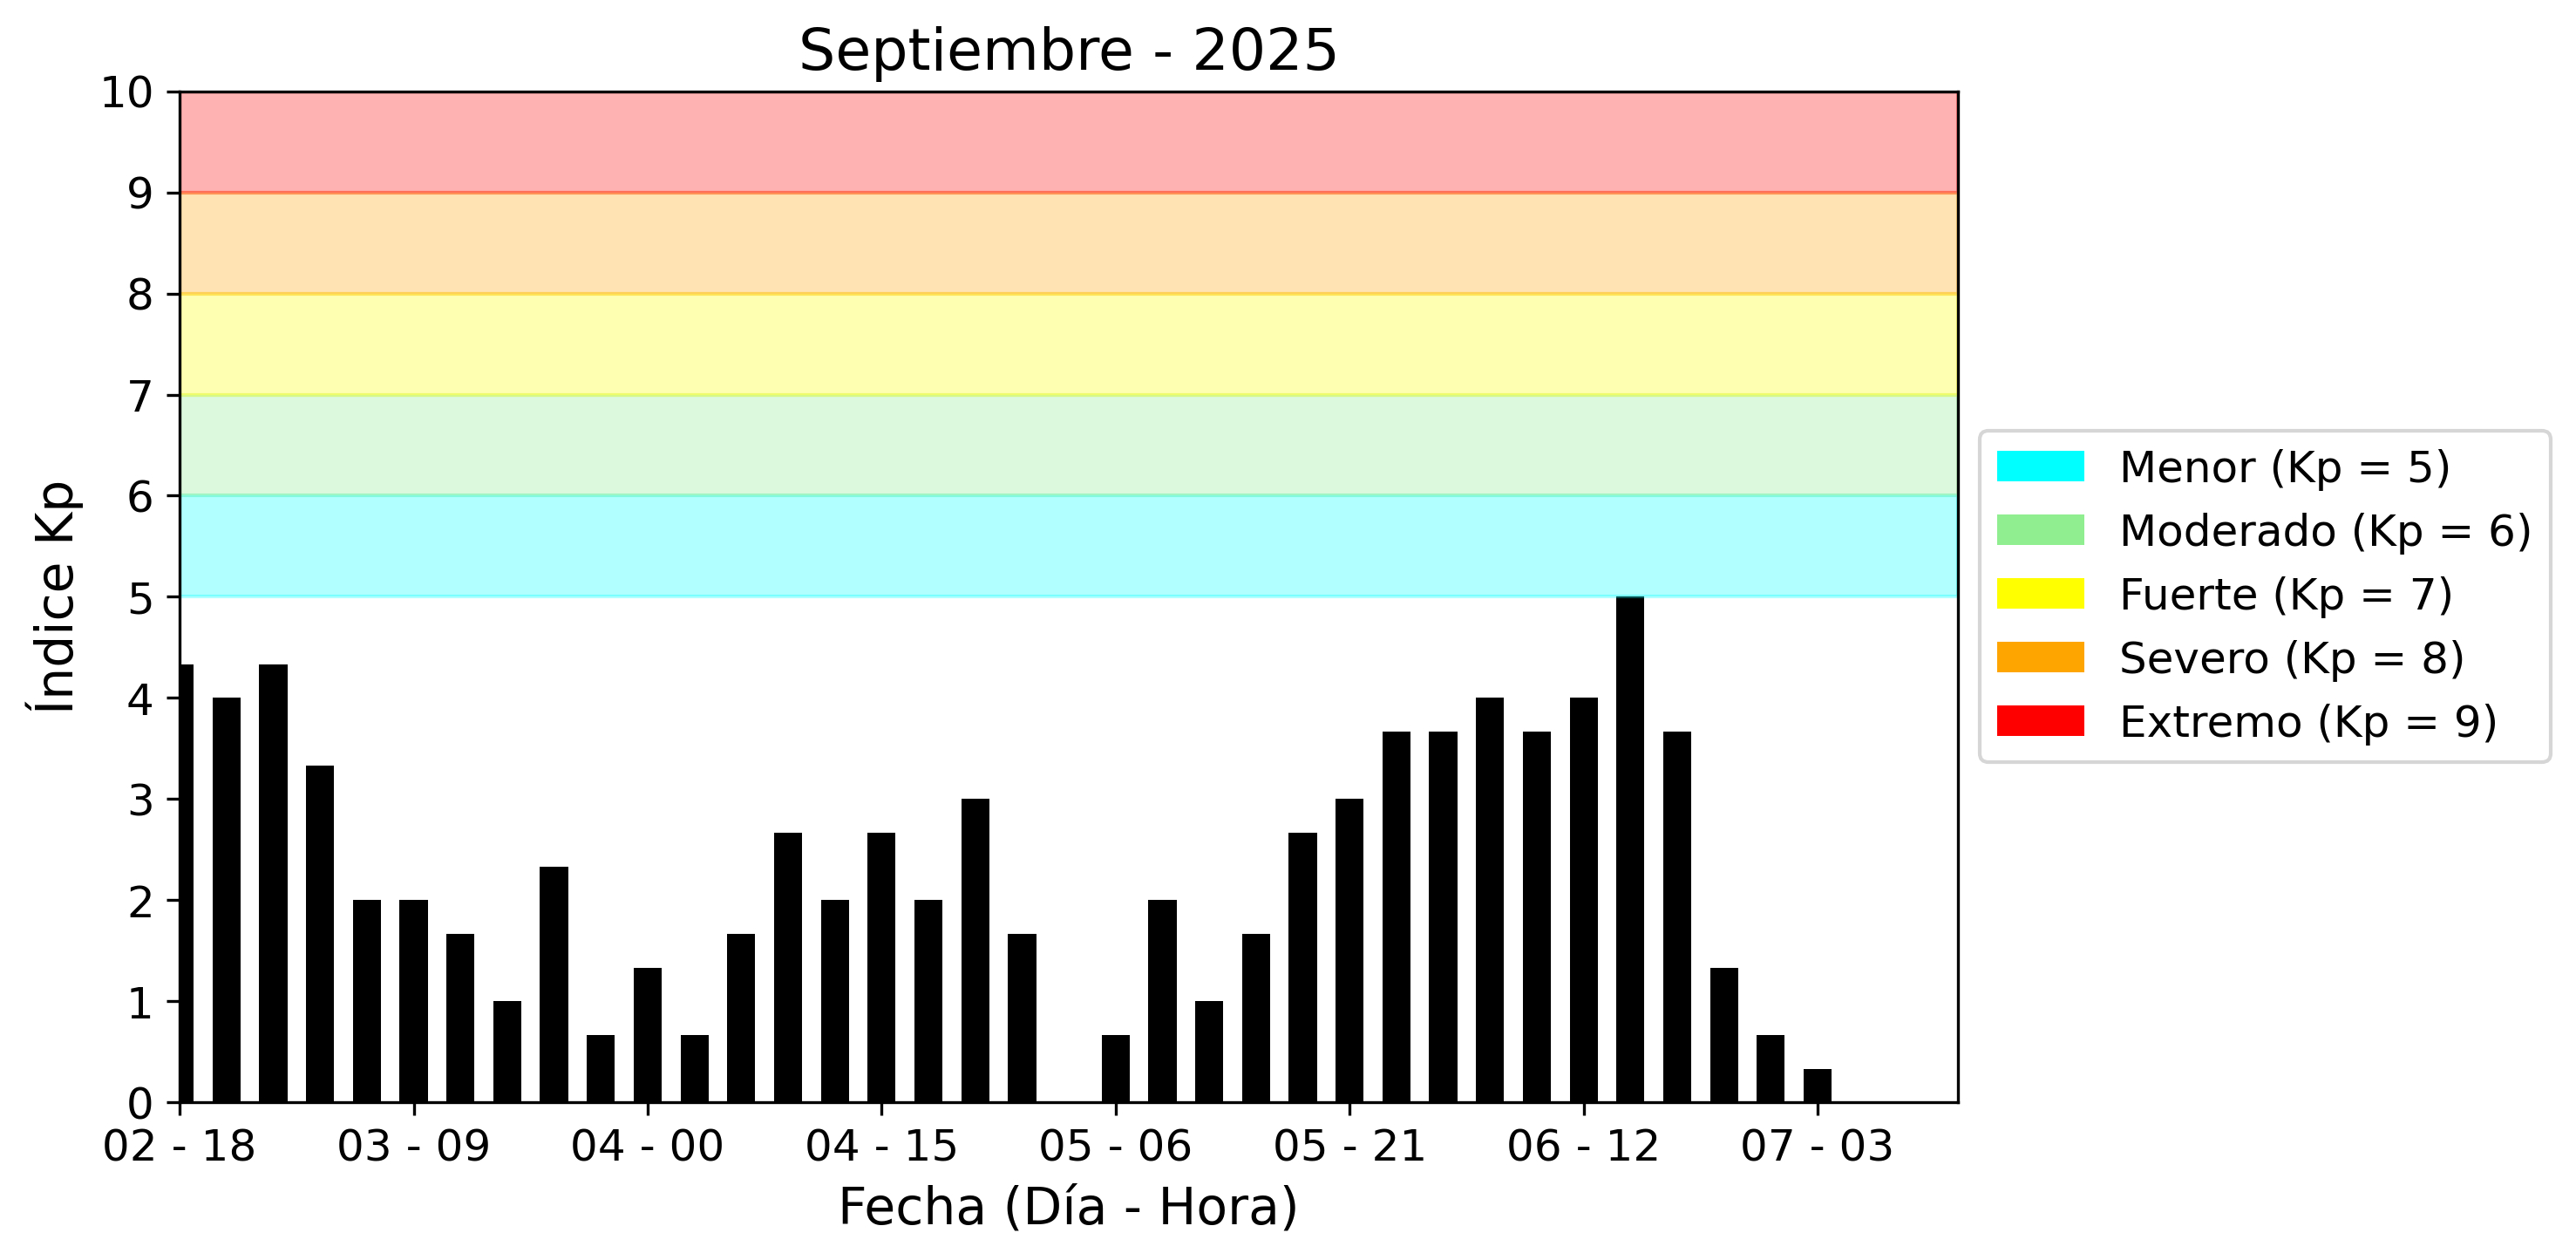 Septiembre - 2025
Índice Kp
10
9
8
7
6
5
4
3
2
1
0
02 - 18
03 - 09
04 - 00
04 - 15
05 - 06
05 - 21
06 - 12
07 - 03
Fecha (Día - Hora)
Menor (Kp = 5)
Moderado (Kp = 6)
Fuerte (Kp = 7)
Severo (Kp = 8)
Extremo (Kp = 9)